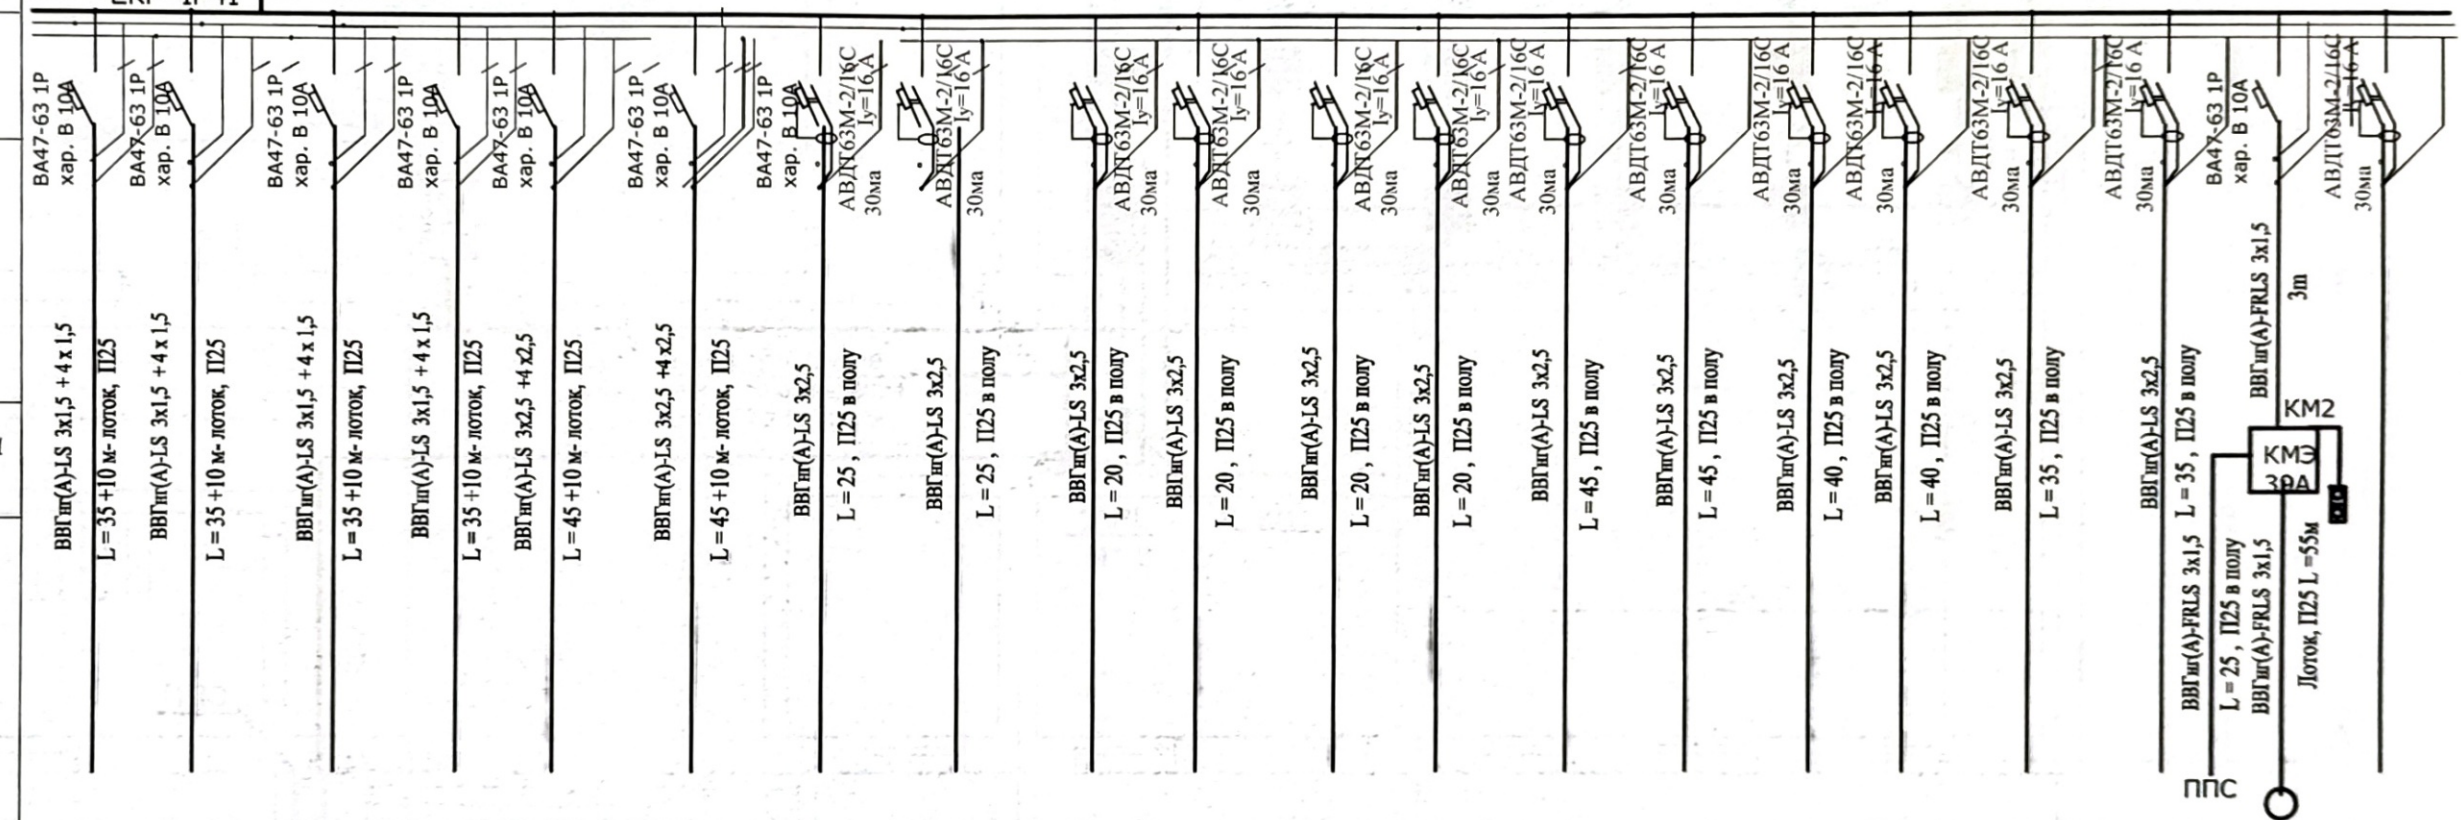 ВА47-63 1Р
хар. В 10А
ВА47-63 1Р
хар. В 10А
ВА47-63 1Р
хар. В 10А
ВА47-63 1Р
хар. В 10А
ВА47-63 1Р
хар. В 10А
ВА47-63 1Р
хар. В 10А
ВА47-63 1Р
хар. В 10А
АВДТ63М-2/16С
Iу=16 А
30ма
АВДТ63М-2/16С
Iу=16 А
30ма
АВДТ63М-2/16С
Iу=16 А
30ма
АВДТ63М-2/16С
Iу=16 А
30ма
АВДТ63М-2/16С
Iу=16 А
30ма
АВДТ63М-2/16С
Iу=16 А
30ма
АВДТ63М-2/16С
Iу=16 А
30ма
АВДТ63М-2/16С
Iу=16 А
30ма
АВДТ63М-2/16С
Iу=16 А
30ма
АВДТ63М-2/16С
Iу=16 А
30ма
АВДТ63М-2/16С
Iу=16 А
30ма
АВДТ63М-2/16С
Iу=16 А
30ма
ВА47-63 1Р
хар. В 10А
АВДТ63М-2/16С
30ма
ВВГнг(А)-LS 3х1,5 + 4 х 1,5
L = 35 +10 м- лоток, П25
ВВГнг(А)-LS 3х1,5 + 4 х 1,5
L = 35 +10 м- лоток, П25
ВВГнг(А)-LS 3х1,5 + 4 х 1,5
L = 35 +10 м- лоток, П25
ВВГнг(А)-LS 3х1,5 + 4 х 1,5
L = 35 +10 м- лоток, П25
ВВГнг(А)-LS 3х2,5 +4 х2,5
L = 45 +10 м- лоток, П25
ВВГнг(А)-LS 3х2,5 +4 х2,5
L = 45 +10 м- лоток, П25
ВВГнг(А)-LS 3х2,5
L = 25 , П25 в полу
ВВГнг(А)-LS 3х2,5
L = 25 , П25 в полу
ВВГнг(А)-LS 3х2,5
L = 20 , П25 в полу
ВВГнг(А)-LS 3х2,5
L = 20 , П25 в полу
ВВГнг(А)-LS 3х2,5
L = 20 , П25 в полу
ВВГнг(А)-LS 3х2,5
L = 20 , П25 в полу
ВВГнг(А)-LS 3х2,5
L = 45 , П25 в полу
ВВГнг(А)-LS 3х2,5
L = 45 , П25 в полу
ВВГнг(А)-LS 3х2,5
L = 40 , П25 в полу
ВВГнг(А)-LS 3х2,5
L = 40 , П25 в полу
ВВГнг(А)-LS 3х2,5
L = 35 , П25 в полу
ВВГнг(А)-LS 3х2,5
L = 35 , П25 в полу
ВВГнг(А)-FRLS 3х1,5
3m
КМ2
КМЭ
30А
ВВГнг(А)-FRLS 3х1,5
L = 25 , П25 в полу
ВВГнг(А)-FRLS 3х1,5
Лоток, П25 L =55м
ППС